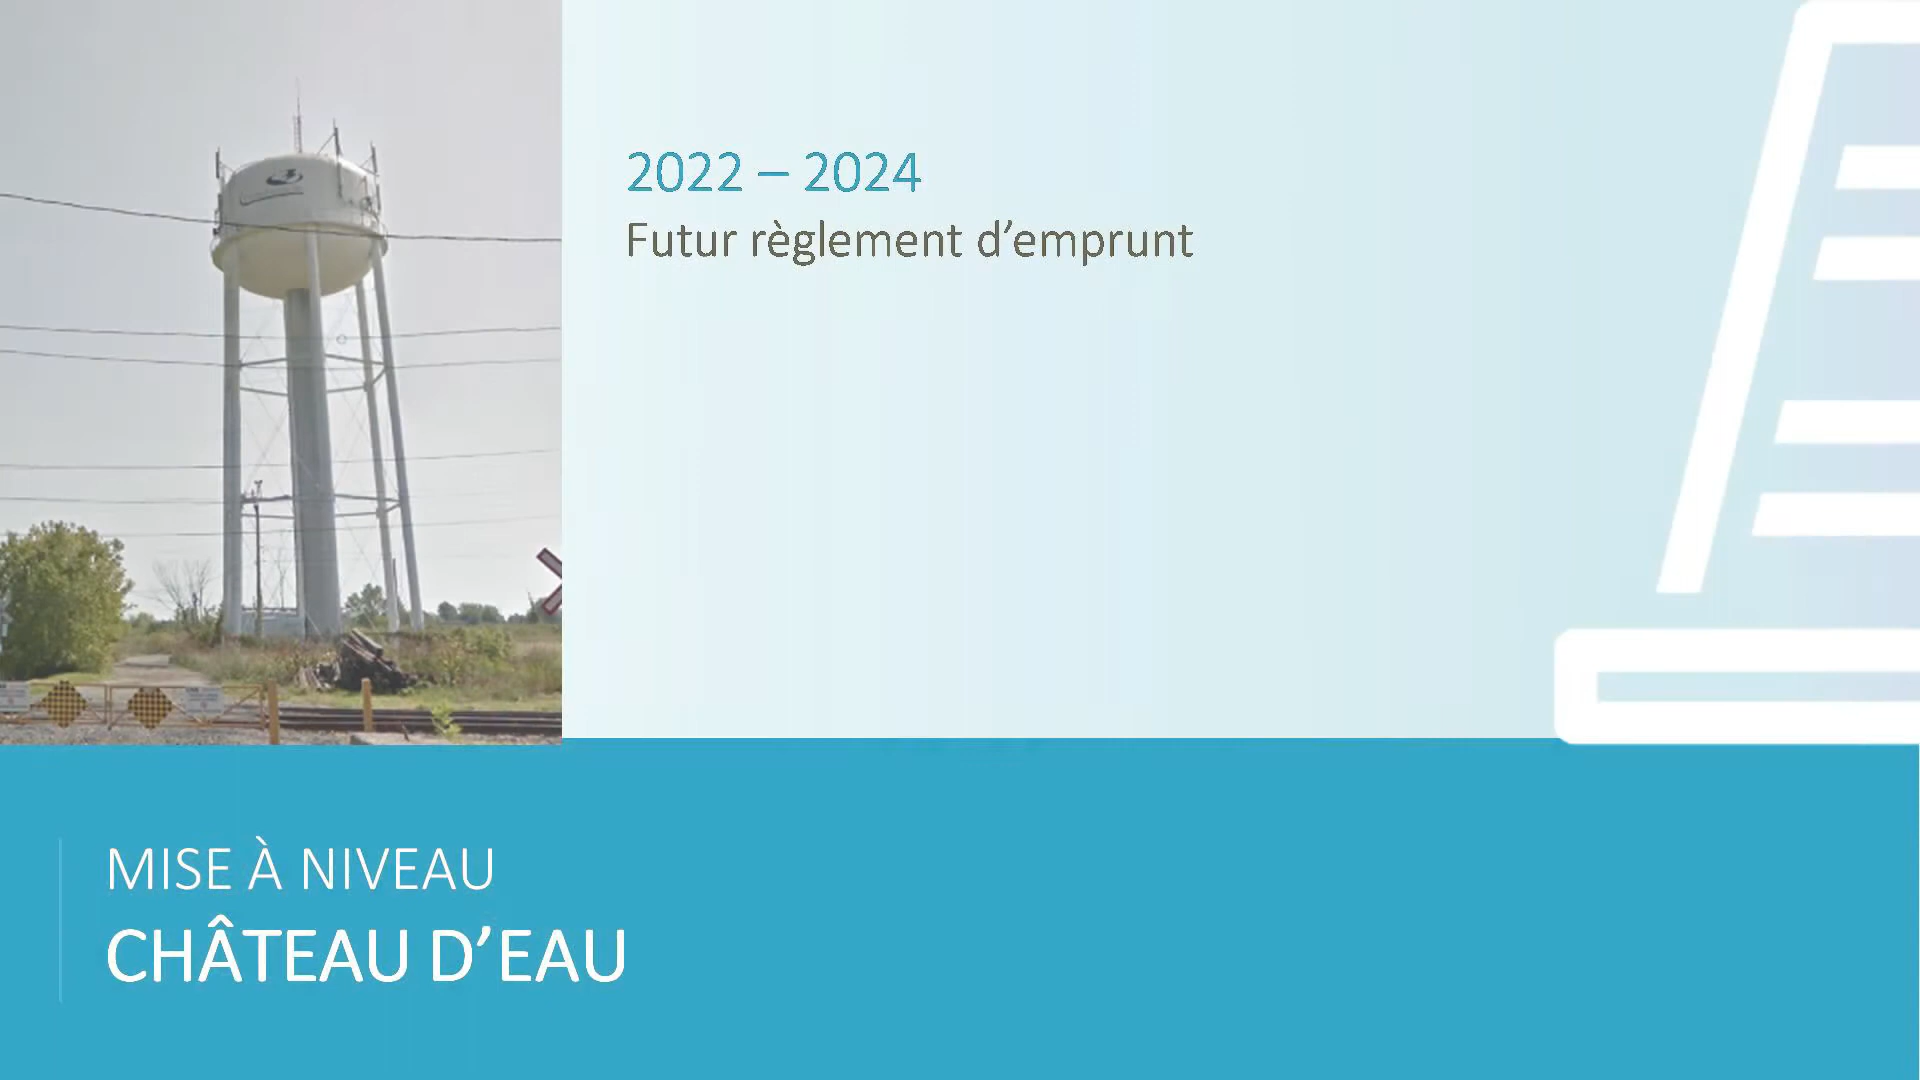 2022 – 2024
Futur règlement d’emprunt
MISE À NIVEAU
CHÂTEAU D’EAU